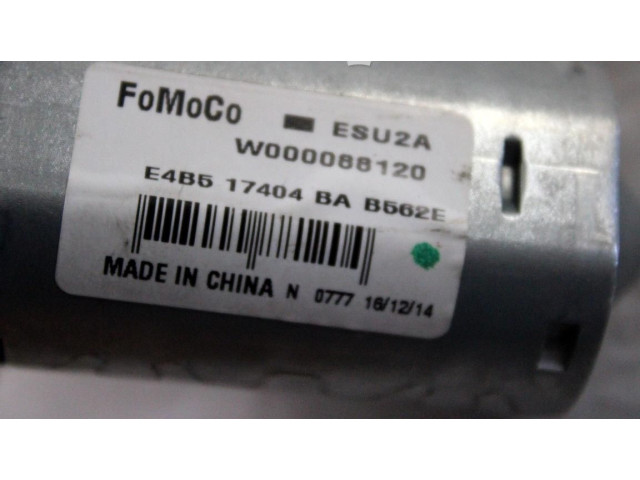 FoMoCo ESU2A
W000088120
E4B5 17404 BA B562E
MADE IN CHINA N 0777 16/12/14